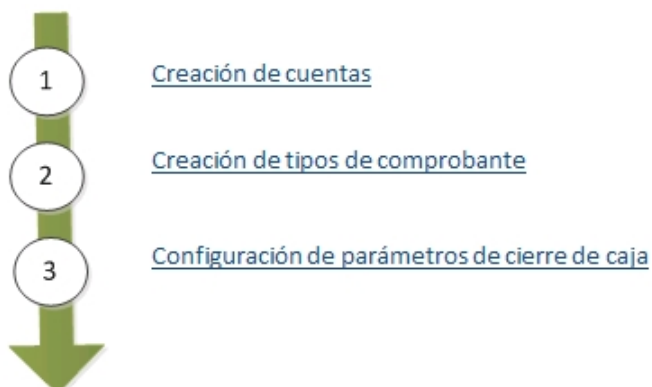 1 Creación de cuentas
2 Creación de tipos de comprobante
3 Configuración de parámetros de cierre de caja